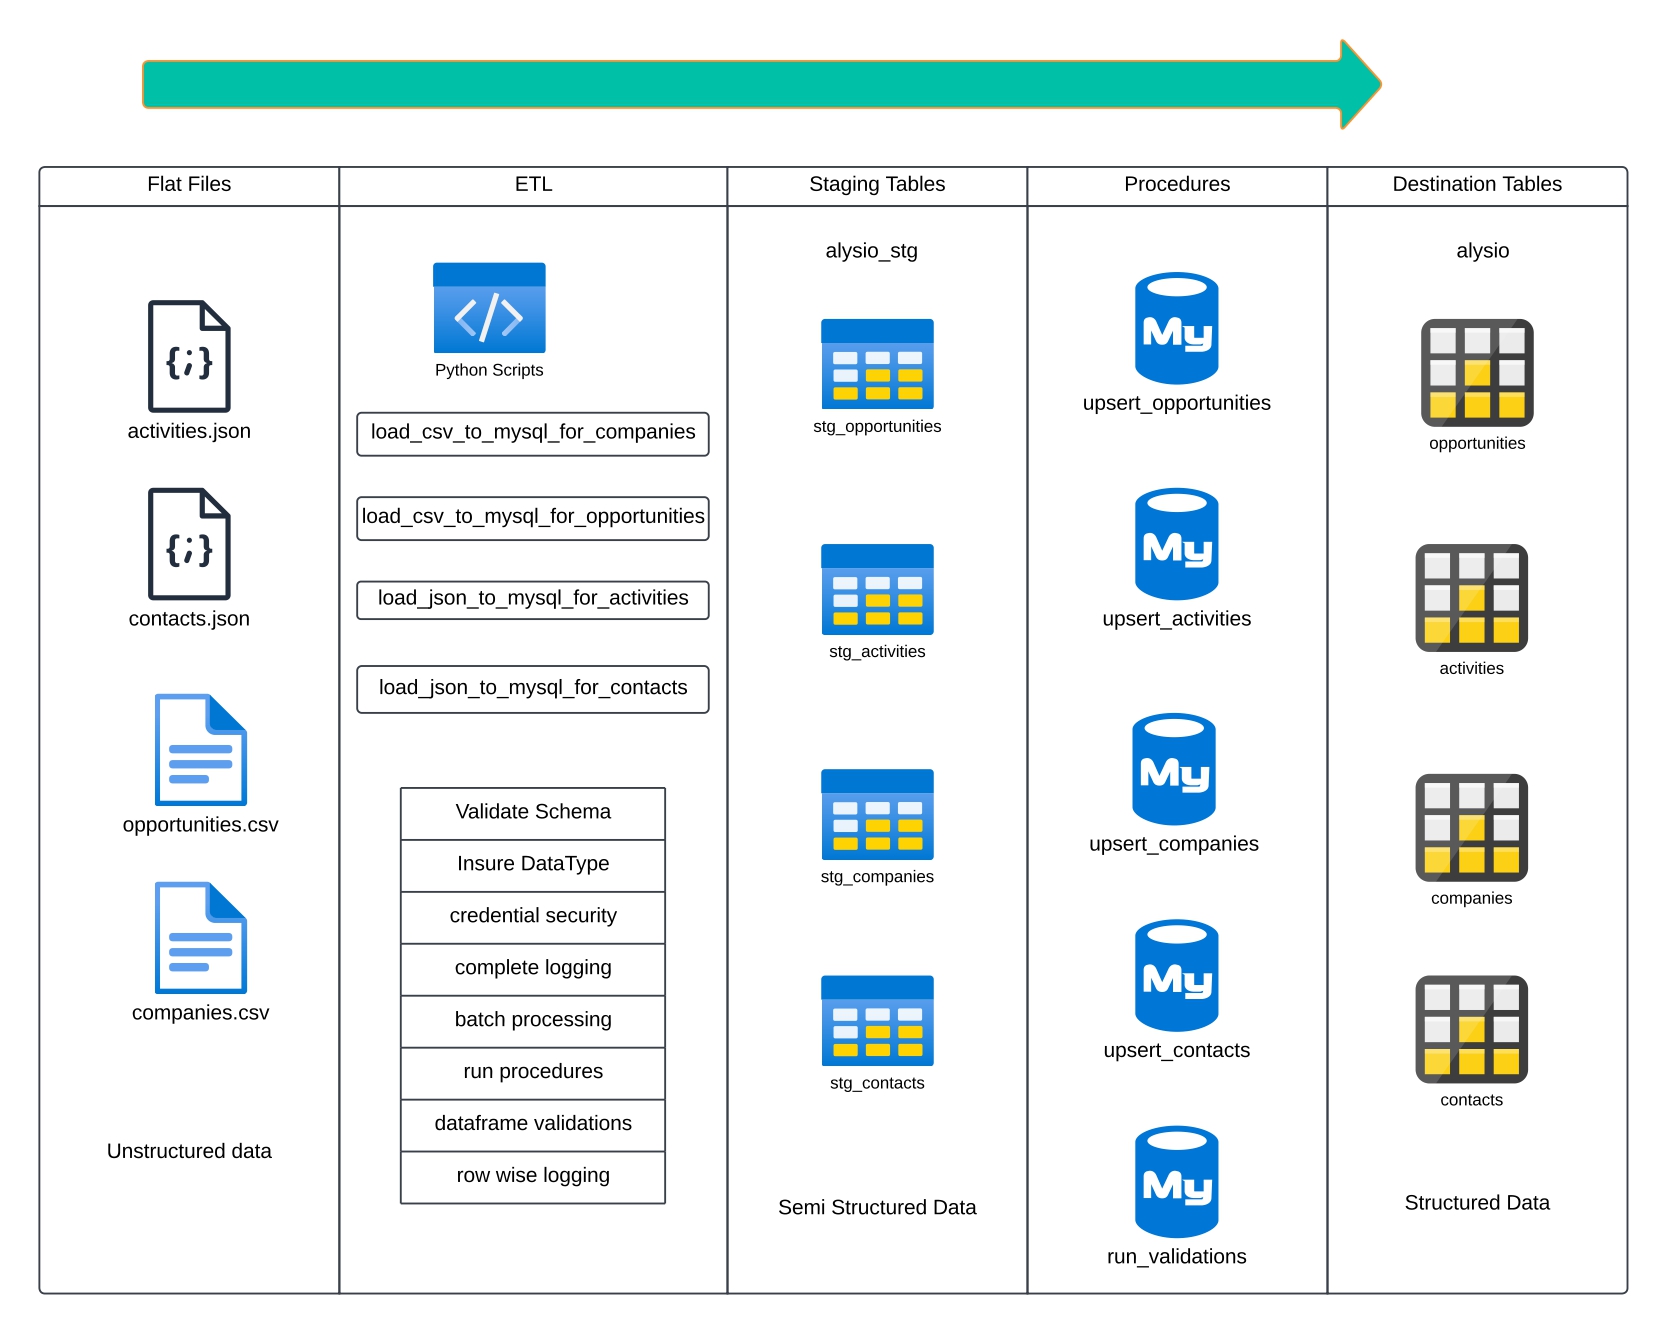 Flat Files
ETL
Staging Tables
Procedures
Destination Tables
activities.json
contacts.json
opportunities.csv
companies.csv
Unstructured data
Python Scripts
load_csv_to_mysql_for_companies
load_csv_to_mysql_for_opportunities
load_json_to_mysql_for_activities
load_json_to_mysql_for_contacts
Validate Schema
Insure DataType
credential security
complete logging
batch processing
run procedures
dataframe validations
row wise logging
alysio_stg
stg_opportunities
stg_activities
stg_companies
stg_contacts
Semi Structured Data
My
upsert_opportunities
My
upsert_activities
My
upsert_companies
My
upsert_contacts
My
run_validations
alysio
opportunities
activities
companies
contacts
Structured Data